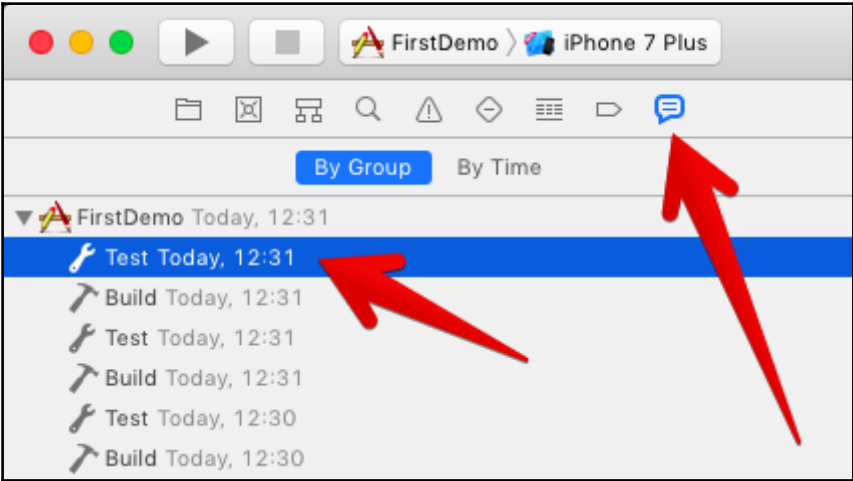 FirstDemo iPhone 7 Plus
By Group By Time
FirstDemo Today, 12:31
Test Today, 12:31
Build Today, 12:31
Test Today, 12:31
Build Today, 12:31
Test Today, 12:30
Build Today, 12:30